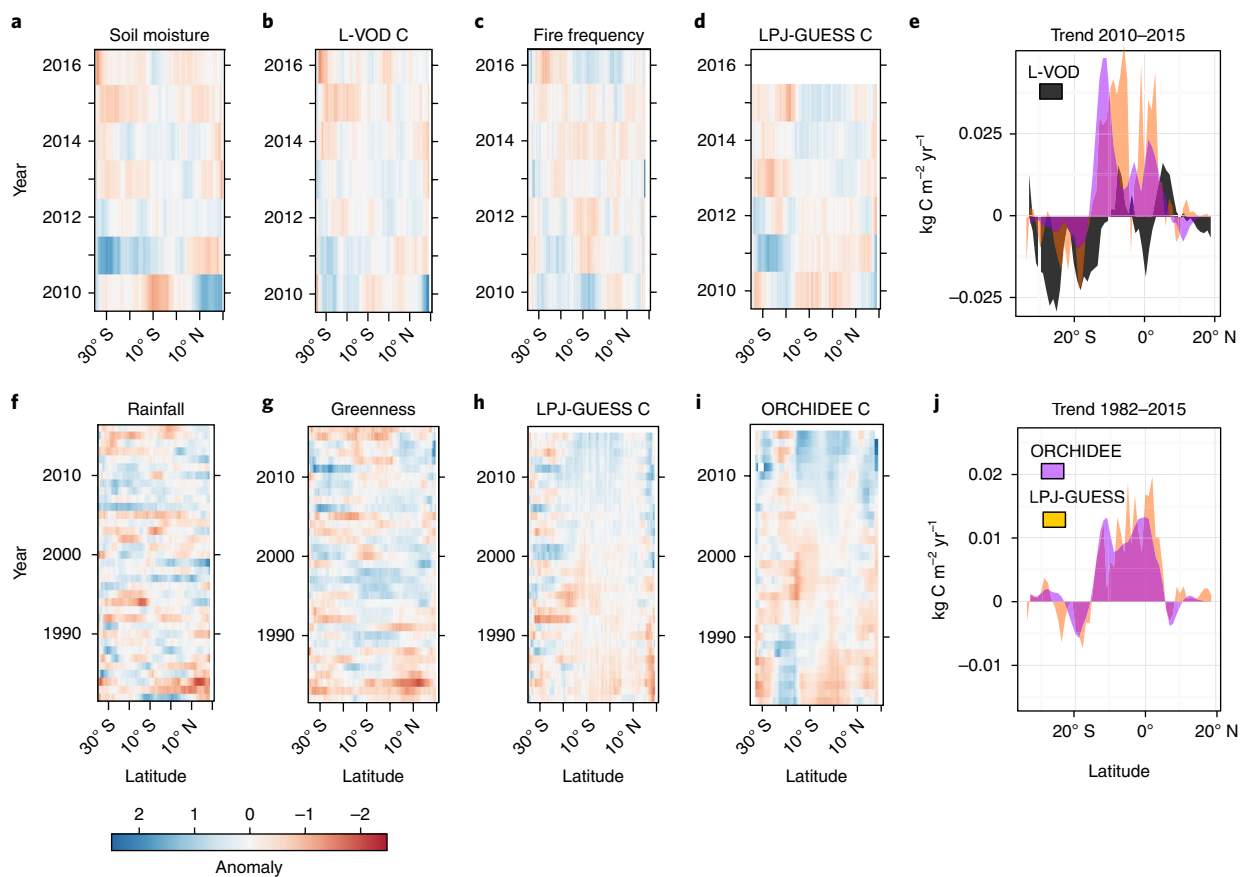 a
Soil moisture
2016
2014
2012
2010
Year
30° S
10° S
10° N
b
L-VOD C
2016
2014
2012
2010
30° S
10° S
10° N
c
Fire frequency
2016
2014
2012
2010
30° S
10° S
10° N
d
LPJ-GUESS C
2016
2014
2012
2010
30° S
10° S
10° N
e
Trend 2010–2015
L-VOD
0.025
0
–0.025
kg C m⁻² yr⁻¹
20° S
0°
20° N
f
Rainfall
2010
2000
1990
Year
30° S
10° S
10° N
Latitude
g
Greenness
2010
2000
1990
30° S
10° S
10° N
Latitude
h
LPJ-GUESS C
2010
2000
1990
30° S
10° S
10° N
Latitude
i
ORCHIDEE C
2010
2000
1990
30° S
10° S
10° N
Latitude
j
Trend 1982–2015
ORCHIDEE
LPJ-GUESS
0.02
0.01
0
–0.01
kg C m⁻² yr⁻¹
20° S
0°
20° N
Latitude
2 1 0 –1 –2
Anomaly